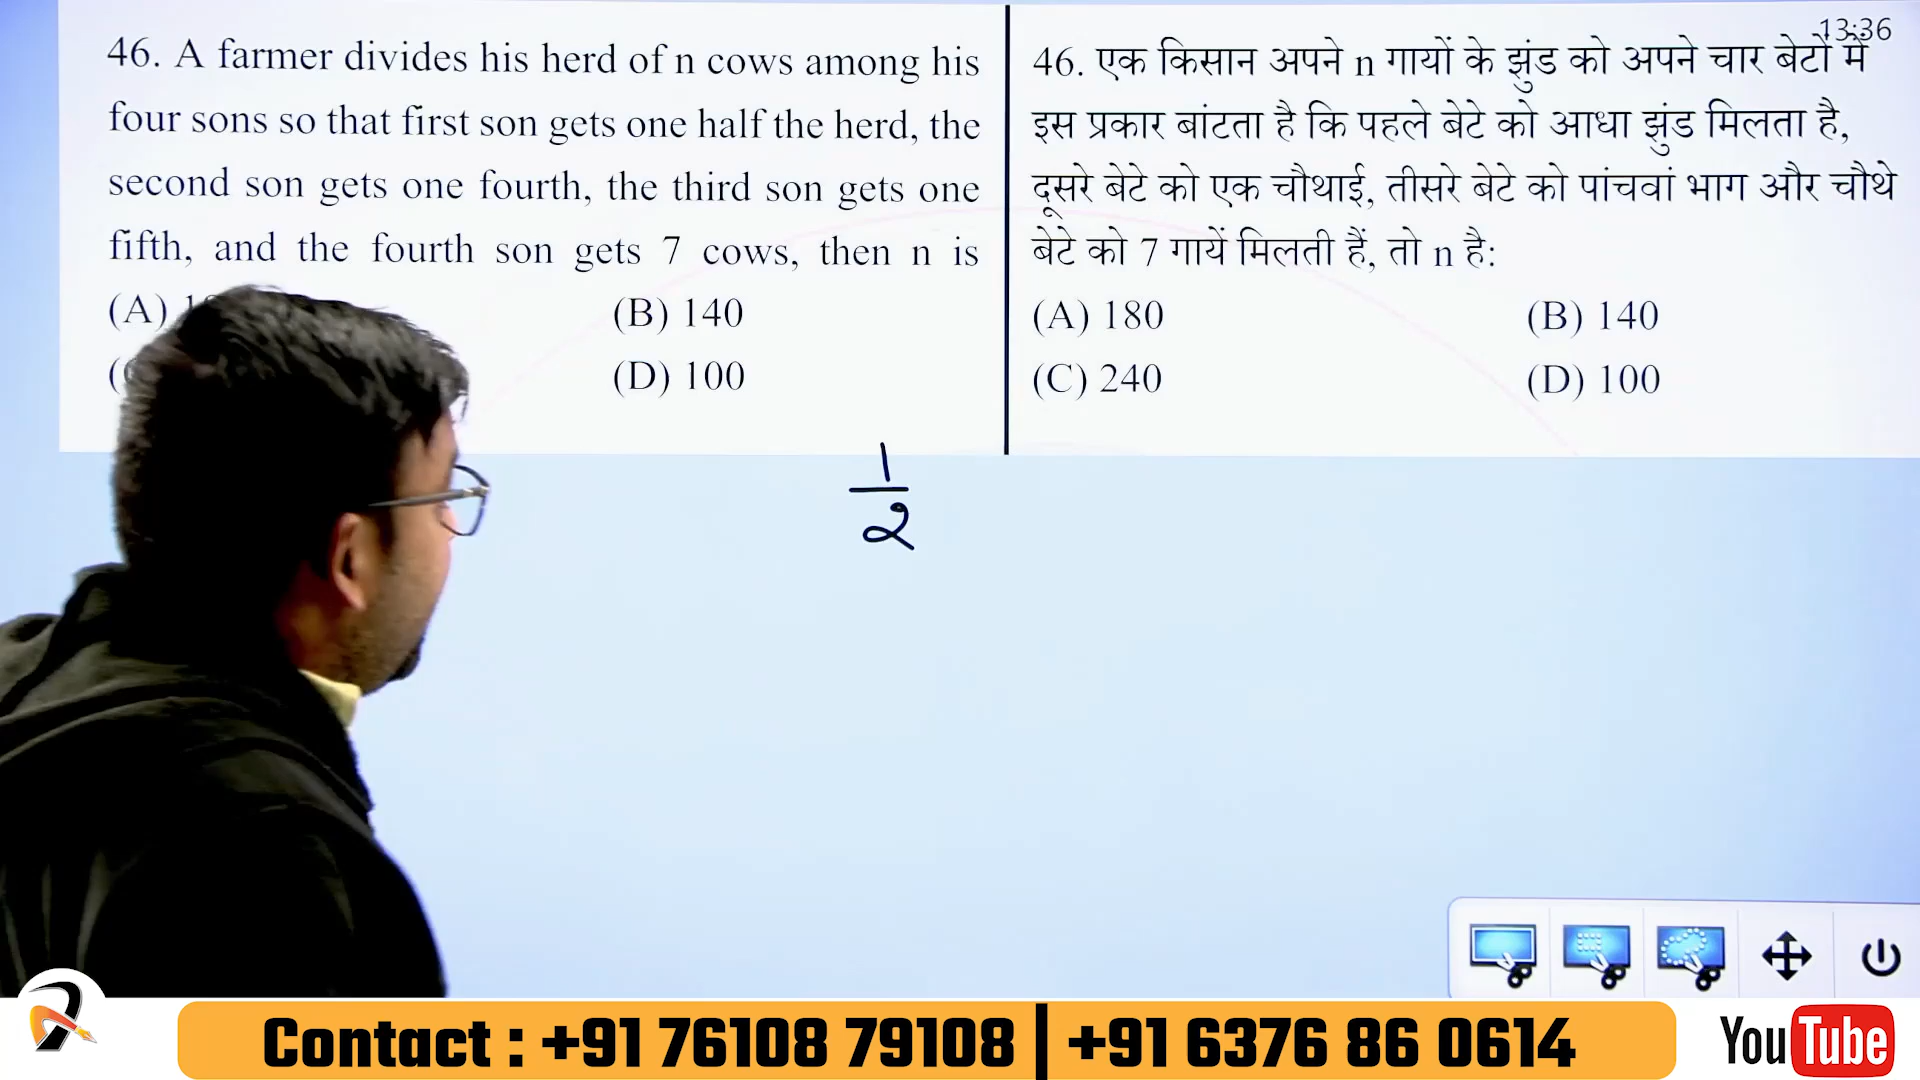 46. A farmer divides his herd of n cows among his
four sons so that first son gets one half the herd, the
second son gets one fourth, the third son gets one
fifth, and the fourth son gets 7 cows, then n is
(A)
(B) 140
(D) 100
13:36
46. एक किसान अपने n गायों के झुंड को अपने चार बेटों में
इस प्रकार बांटता है कि पहले बेटे को आधा झुंड मिलता है,
दूसरे बेटे को एक चौथाई, तीसरे बेटे को पांचवां भाग और चौथे
बेटे को 7 गायें मिलती हैं, तो n है:
(A) 180
(B) 140
(C) 240
(D) 100
1
2
Contact : +91 76108 79108 | +91 6376 86 0614
YouTube